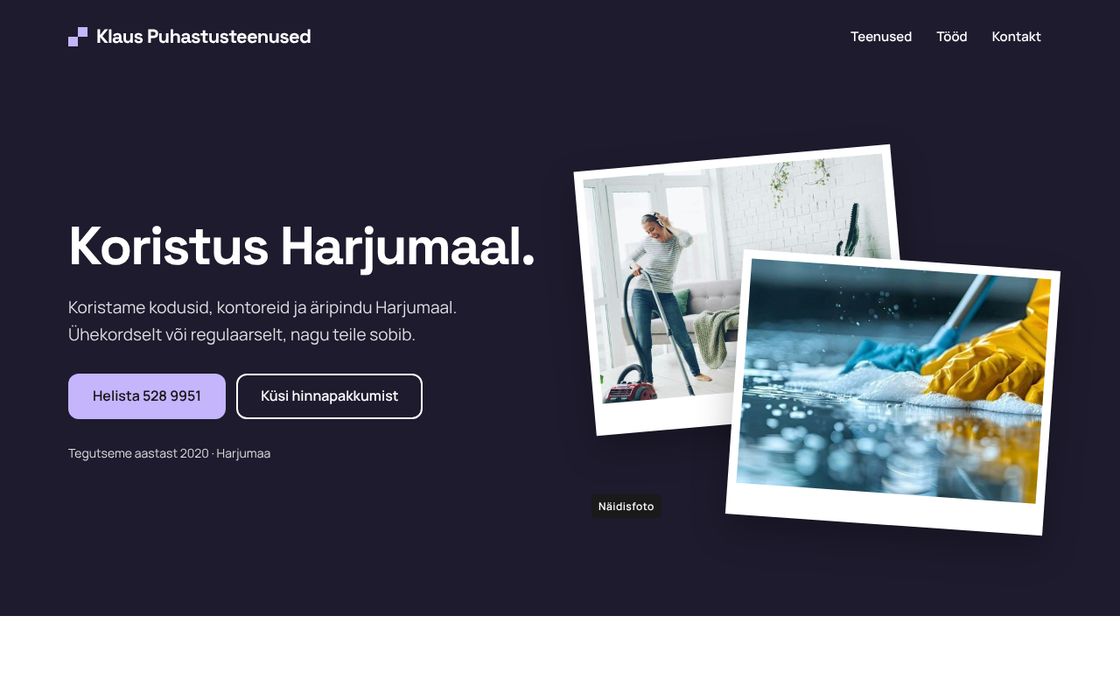 Klaus Puhastusteenused
Teenused
Tööd
Kontakt
Koristus Harjumaal.
Koristame kodusid, kontoreid ja äripindu Harjumaal.
Ühekordselt või regulaarselt, nagu teile sobib.
Helista 528 9951
Küsi hinnapakkumist
Tegutseme aastast 2020 · Harjumaa
Näidisfoto